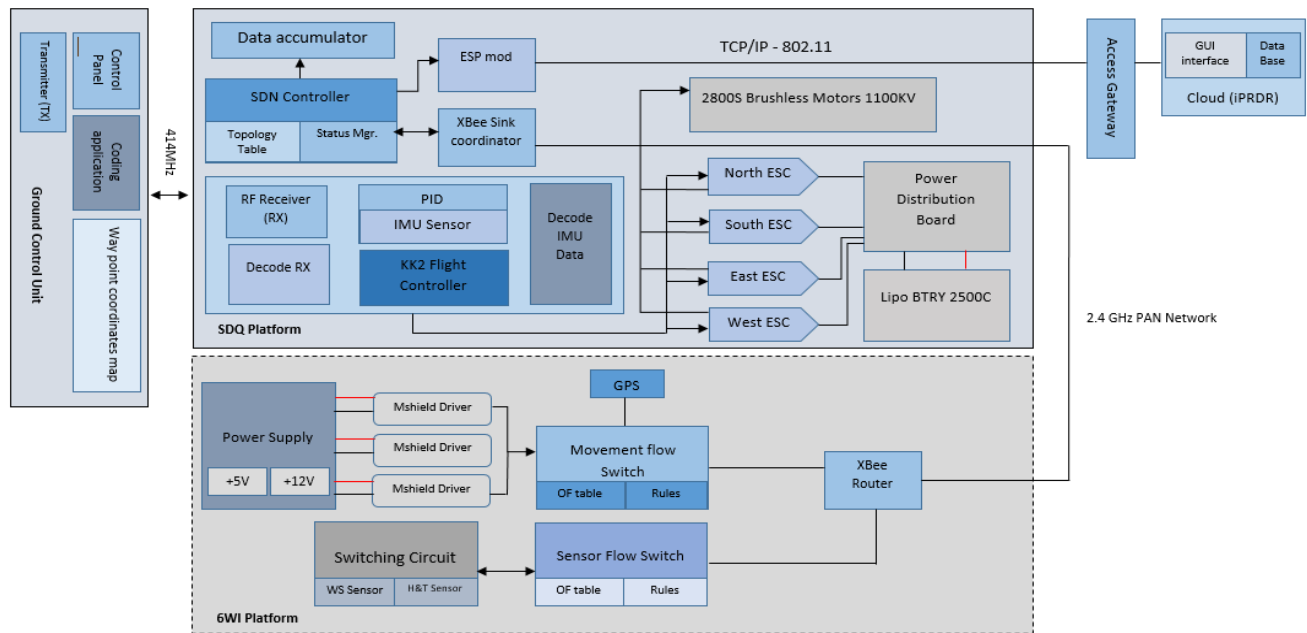 Transmitter (TX)
Control
Panel
Coding
application
Way point coordinates map
Ground Control Unit
414MHz
Data accumulator
ESP mod
TCP/IP - 802.11
SDN Controller
Topology
Table
Status Mgr.
XBee Sink
coordinator
2800S Brushless Motors 1100KV
RF Receiver
(RX)
PID
IMU Sensor
Decode RX
KK2 Flight
Controller
Decode
IMU
Data
North ESC
South ESC
East ESC
West ESC
Power
Distribution
Board
Lipo BTRY 2500C
SDQ Platform
Access Gateway
GUI
interface
Data
Base
Cloud (iPRDR)
2.4 GHz PAN Network
Power Supply
+5V
+12V
Mshield Driver
Mshield Driver
Mshield Driver
GPS
Movement flow
Switch
OF table
Rules
XBee
Router
Switching Circuit
WS Sensor
H&T Sensor
Sensor Flow Switch
OF table
Rules
6WI Platform